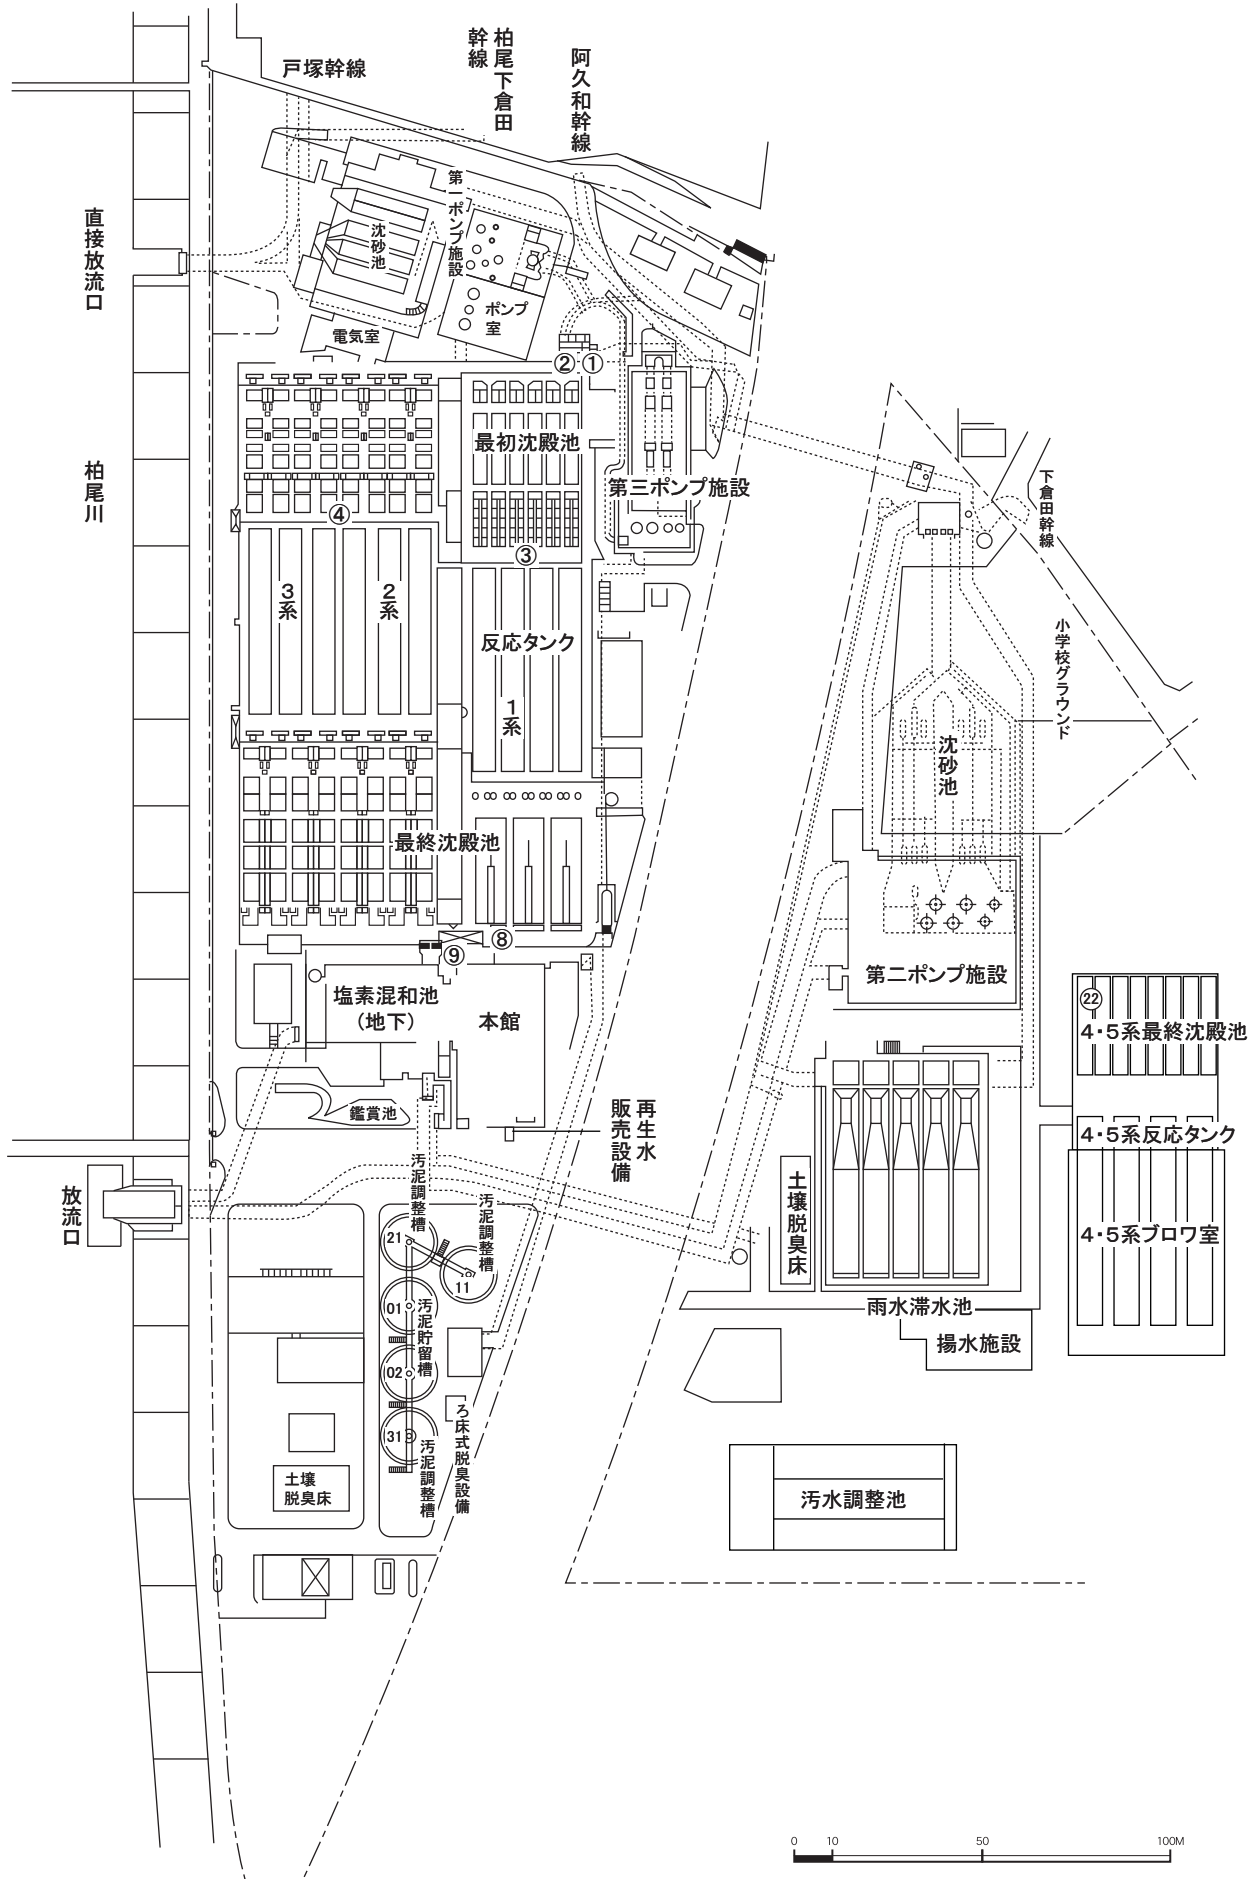 戸塚幹線
柏尾下倉田
幹線
阿久和幹線
直接放流口
第一ポンプ施設
沈砂池
ポンプ
室
電気室
②
①
最初沈殿池
柏尾川
第三ポンプ施設
④
③
下倉田幹線
3系
2系
反応タンク
1系
小学校グラウンド
沈砂池
最終沈殿池
⑧
⑨
第二ポンプ施設
塩素混和池
(地下)
本館
22
4・5系最終沈殿池
鑑賞池
再生水
販売設備
4・5系反応タンク
汚泥調整槽
汚泥調整槽
土壌脱臭床
放流口
21
11
4・5系ブロワ室
01
汚泥貯留槽
雨水滞水池
揚水施設
02
31
ろ床式脱臭設備
汚泥調整槽
土壌
脱臭床
汚水調整池
0 10 50 100M